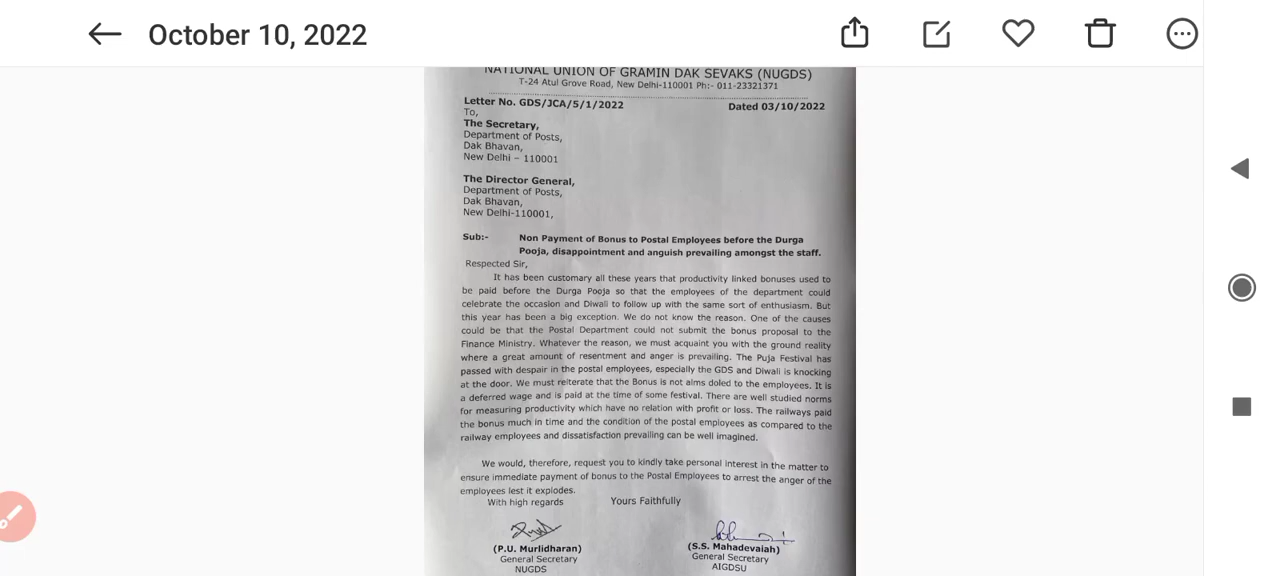 October 10, 2022
NATIONAL UNION OF GRAMIN DAK SEVAKS (NUGDS)
T-24 Atul Grove Road, New Delhi-110001 Ph:- 011-23321371
Letter No. GDS/JCA/5/1/2022 Dated 03/10/2022
To,
The Secretary,
Department of Posts,
Dak Bhavan,
New Delhi – 110001
The Director General,
Department of Posts,
Dak Bhavan,
New Delhi-110001,
Sub:- Non Payment of Bonus to Postal Employees before the Durga
Pooja, disappointment and anguish prevailing amongst the staff.
Respected Sir,
It has been customary all these years that productivity linked bonuses used to
be paid before the Durga Pooja so that the employees of the department could
celebrate the occasion and Diwali to follow up with the same sort of enthusiasm. But
this year has been a big exception. We do not know the reason. One of the causes
could be that the Postal Department could not submit the bonus proposal to the
Finance Ministry. Whatever the reason, we must acquaint you with the ground reality
where a great amount of resentment and anger is prevailing. The Puja Festival has
passed with despair in the postal employees, especially the GDS and Diwali is knocking
at the door. We must reiterate that the Bonus is not alms doled to the employees. It is
a deferred wage and is paid at the time of some festival. There are well studied norms
for measuring productivity which have no relation with profit or loss. The railways paid
the bonus much in time and the condition of the postal employees as compared to the
railway employees and dissatisfaction prevailing can be well imagined.
We would, therefore, request you to kindly take personal interest in the matter to
ensure immediate payment of bonus to the Postal Employees to arrest the anger of the
employees lest it explodes.
With high regards Yours Faithfully
(P.U. Murlidharan) (S.S. Mahadevaiah)
General Secretary General Secretary
NUGDS AIGDSU